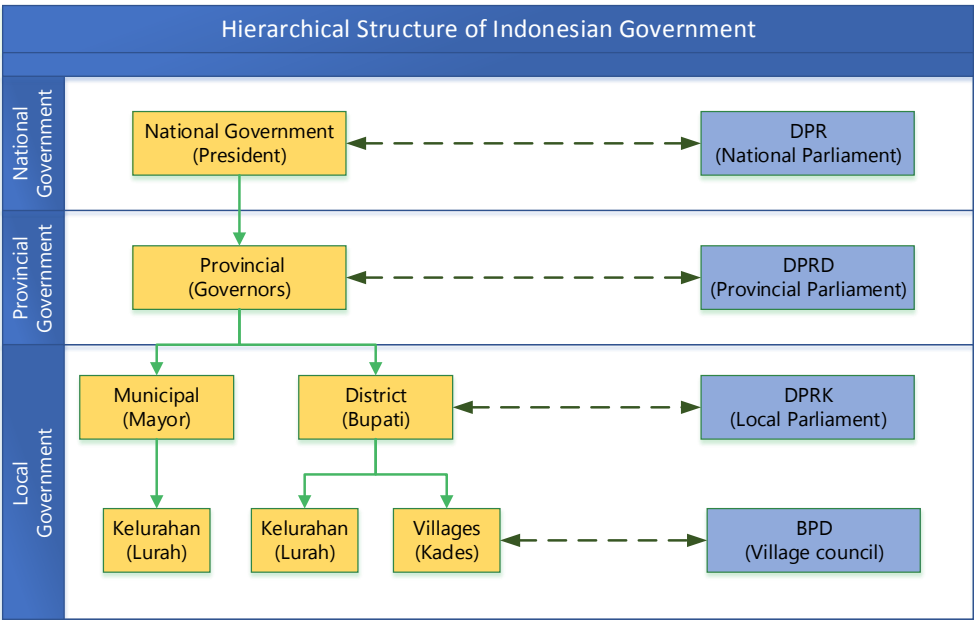 Hierarchical Structure of Indonesian Government
National
Government
National Government
(President)
DPR
(National Parliament)
Provincial
Government
Provincial
(Governors)
DPRD
(Provincial Parliament)
Local
Government
Municipal
(Mayor)
District
(Bupati)
DPRK
(Local Parliament)
Kelurahan
(Lurah)
Kelurahan
(Lurah)
Villages
(Kades)
BPD
(Village council)